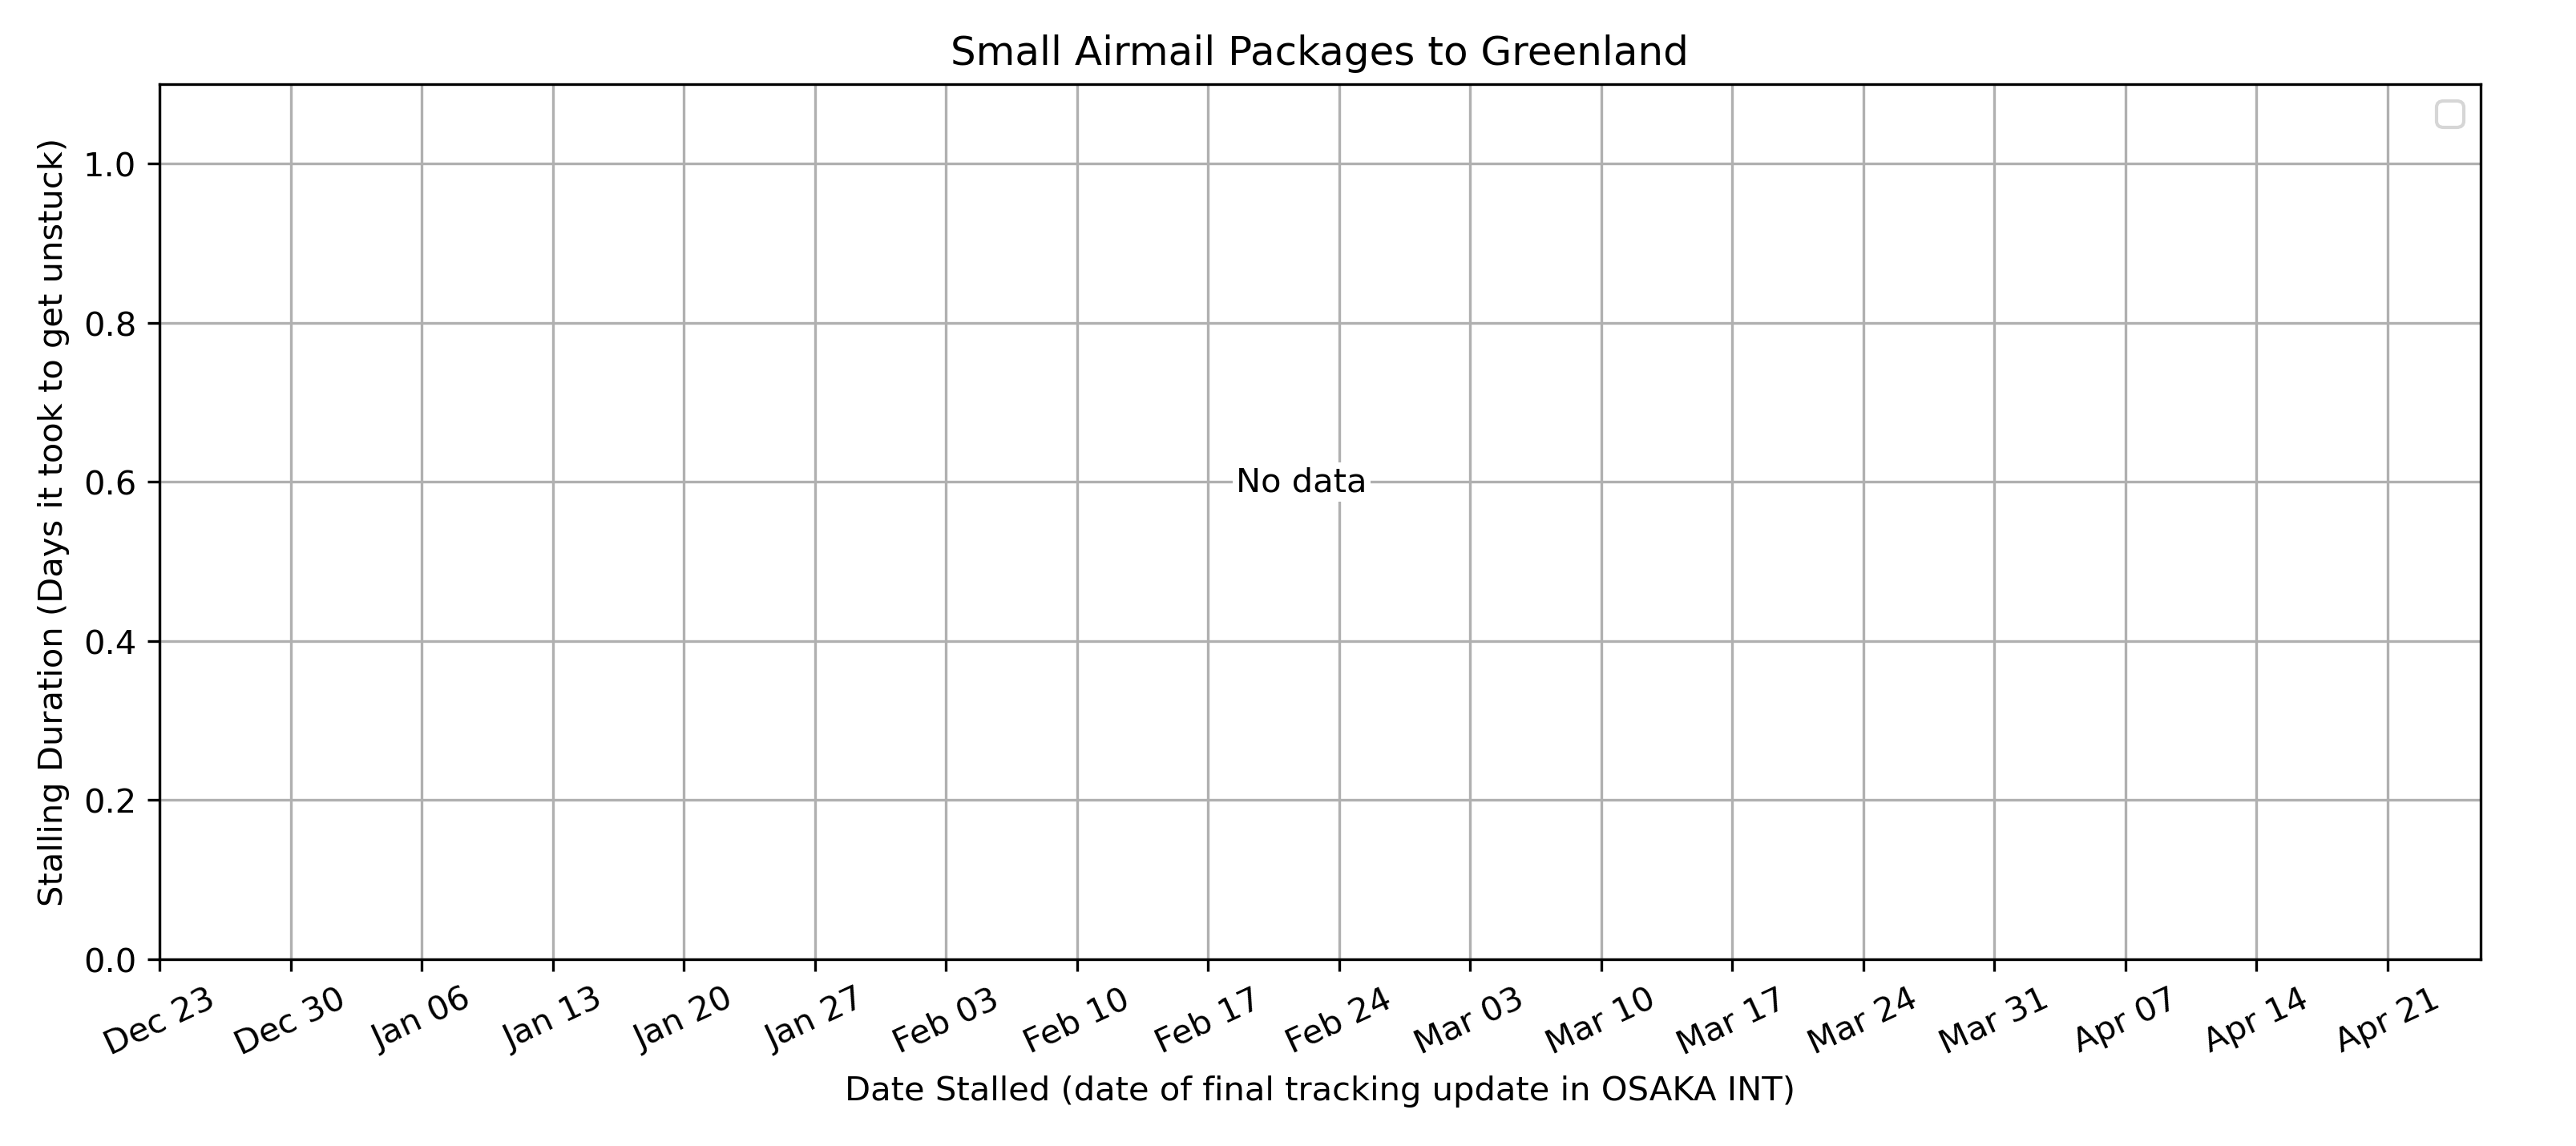 Small Airmail Packages to Greenland
Stalling Duration (Days it took to get unstuck)
1.0
0.8
0.6
0.4
0.2
0.0
No data
Dec 23
Dec 30
Jan 06
Jan 13
Jan 20
Jan 27
Feb 03
Feb 10
Feb 17
Feb 24
Mar 03
Mar 10
Mar 17
Mar 24
Mar 31
Apr 07
Apr 14
Apr 21
Date Stalled (date of final tracking update in OSAKA INT)